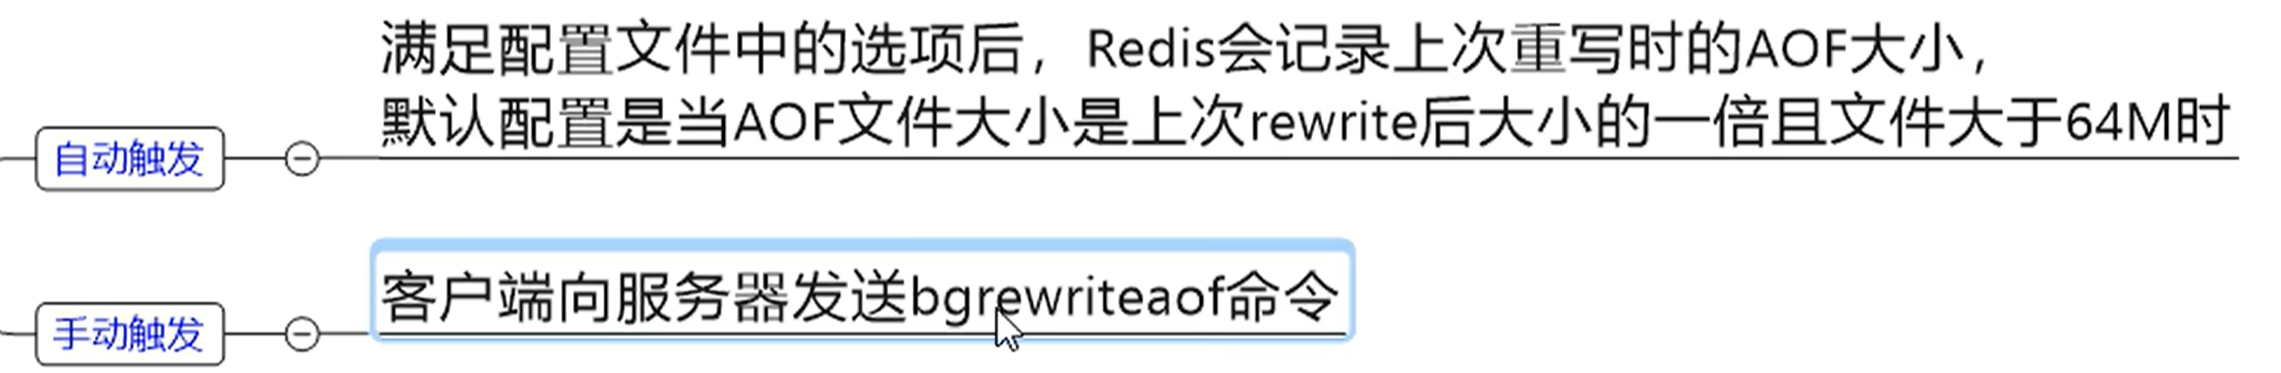 满足配置文件中的选项后，Redis会记录上次重写时的AOF大小，
默认配置是当AOF文件大小是上次rewrite后大小的一倍且文件大于64M时
自动触发
客户端向服务器发送bgrewriteaof命令
手动触发